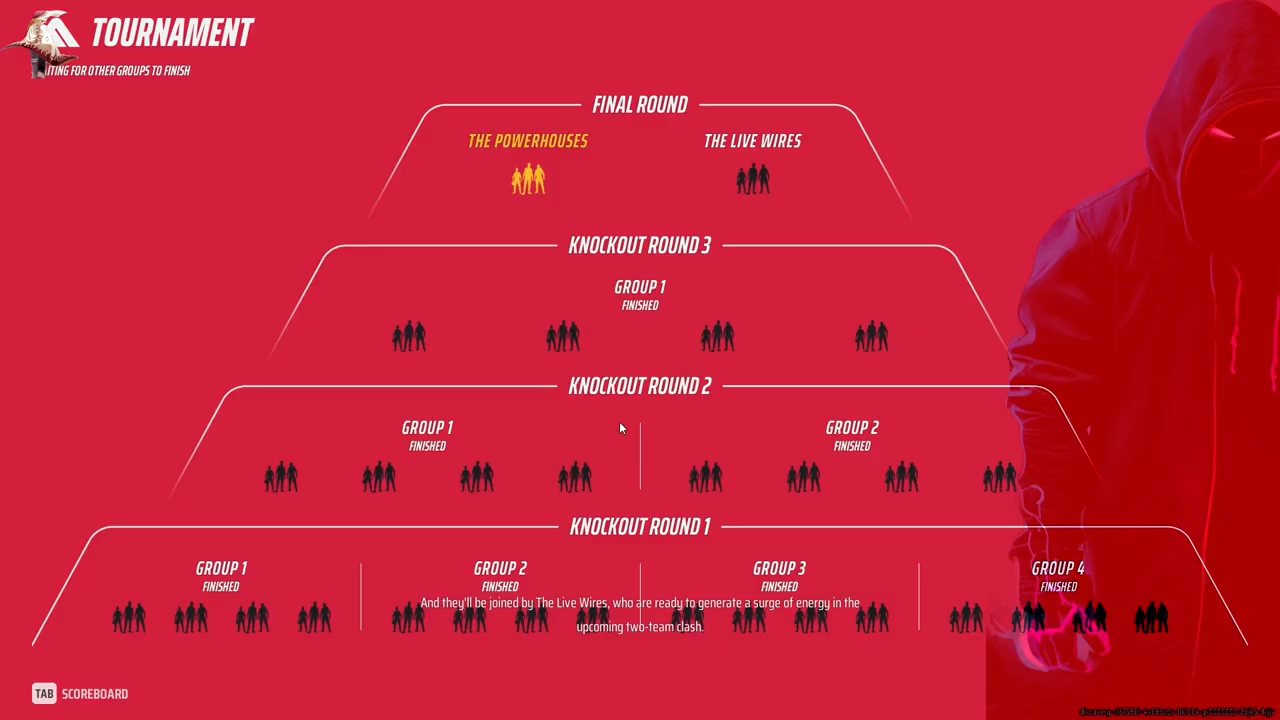 TOURNAMENT
ITING FOR OTHER GROUPS TO FINISH
FINAL ROUND
THE POWERHOUSES
THE LIVE WIRES
KNOCKOUT ROUND 3
GROUP 1
FINISHED
KNOCKOUT ROUND 2
GROUP 1
FINISHED
GROUP 2
FINISHED
KNOCKOUT ROUND 1
GROUP 1
FINISHED
GROUP 2
FINISHED
GROUP 3
FINISHED
GROUP 4
FINISHED
And they'll be joined by The Live Wires, who are ready to generate a surge of energy in the
upcoming two-team clash.
TAB SCOREBOARD